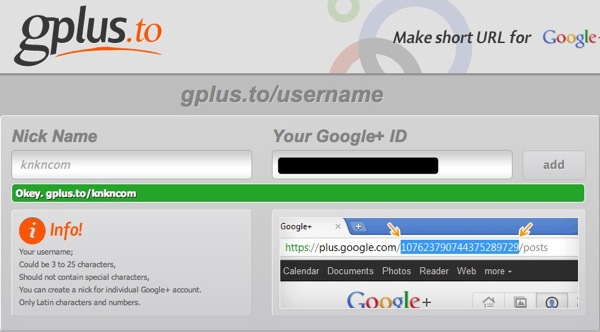 gplus.to
Make short URL for Google+
gplus.to/username
Nick Name
Your Google+ ID
knkncom
add
Okey. gplus.to/knkncom
i Info!
Your username;
Could be 3 to 25 characters,
Should not contain special characters,
You can create a nick for individual Google+ account.
Only Latin characters and numbers.
Google+ ×
https://plus.google.com/107623790744375289729/posts
Calendar Documents Photos Reader Web more
Google+